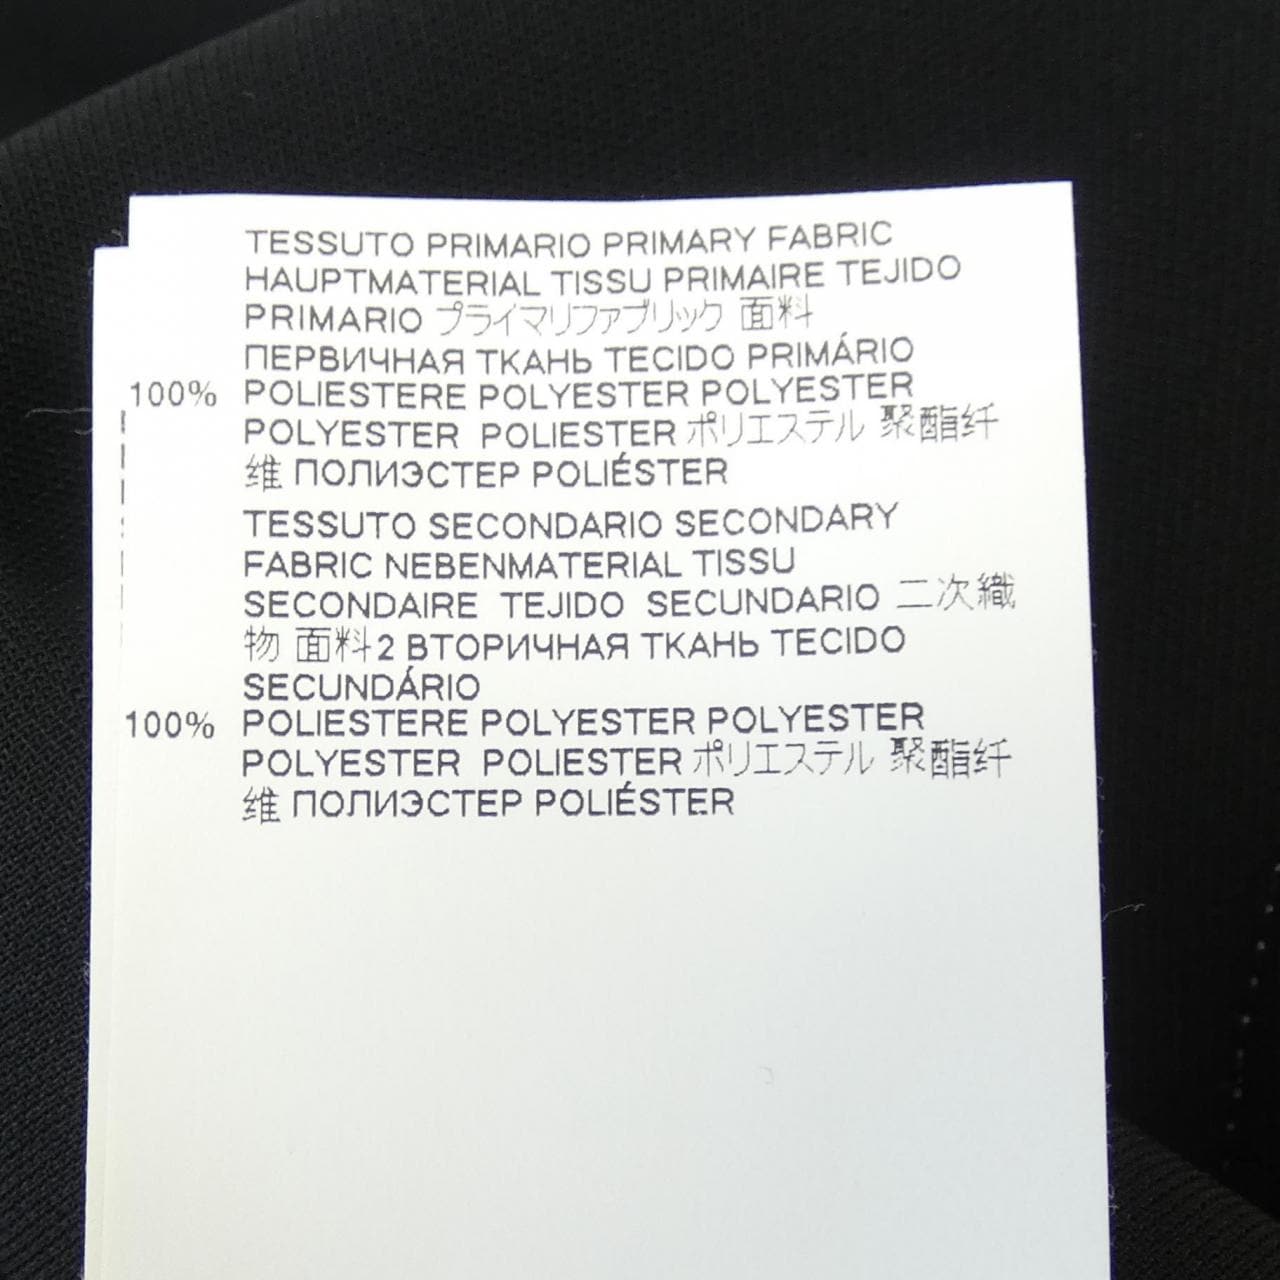 TESSUTO PRIMARIO PRIMARY FABRIC
HAUPTMATERIAL TISSU PRIMAIRE TEJIDO
PRIMARIO プライマリファブリック 面料
ПЕРВИЧНАЯ ТКАНЬ TECIDO PRIMÁRIO
100% POLIESTERE POLYESTER POLYESTER
POLYESTER POLIESTER ポリエステル 聚酯纤
维 ПОЛИЭСТЕР POLIÉSTER
TESSUTO SECONDARIO SECONDARY
FABRIC NEBENMATERIAL TISSU
SECONDAIRE TEJIDO SECUNDARIO 二次織
物 面料2 ВТОРИЧНАЯ ТКАНЬ TECIDO
SECUNDÁRIO
100% POLIESTERE POLYESTER POLYESTER
POLYESTER POLIESTER ポリエステル 聚酯纤
维 ПОЛИЭСТЕР POLIÉSTER